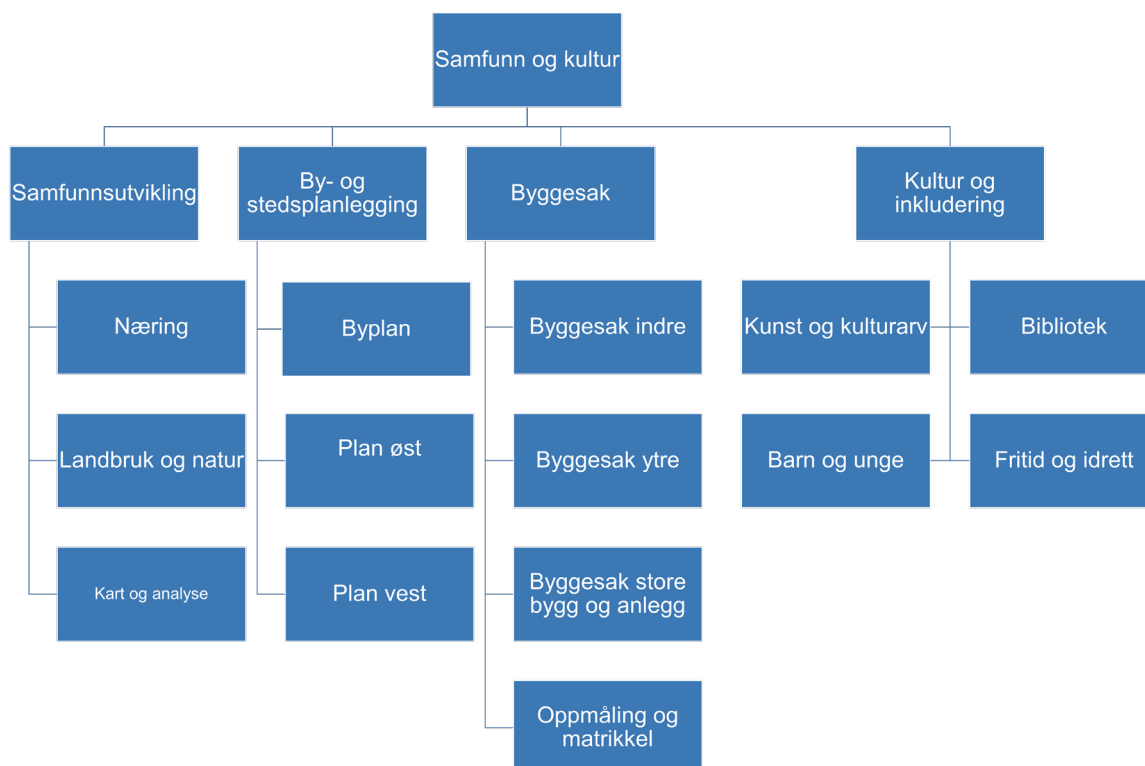 Samfunn og kultur
Samfunnsutvikling
By- og
stedsplanlegging
Byggesak
Kultur og
inkludering
Næring
Byplan
Byggesak indre
Kunst og kulturarv
Bibliotek
Landbruk og natur
Plan øst
Byggesak ytre
Barn og unge
Fritid og idrett
Kart og analyse
Plan vest
Byggesak store
bygg og anlegg
Oppmåling og
matrikkel